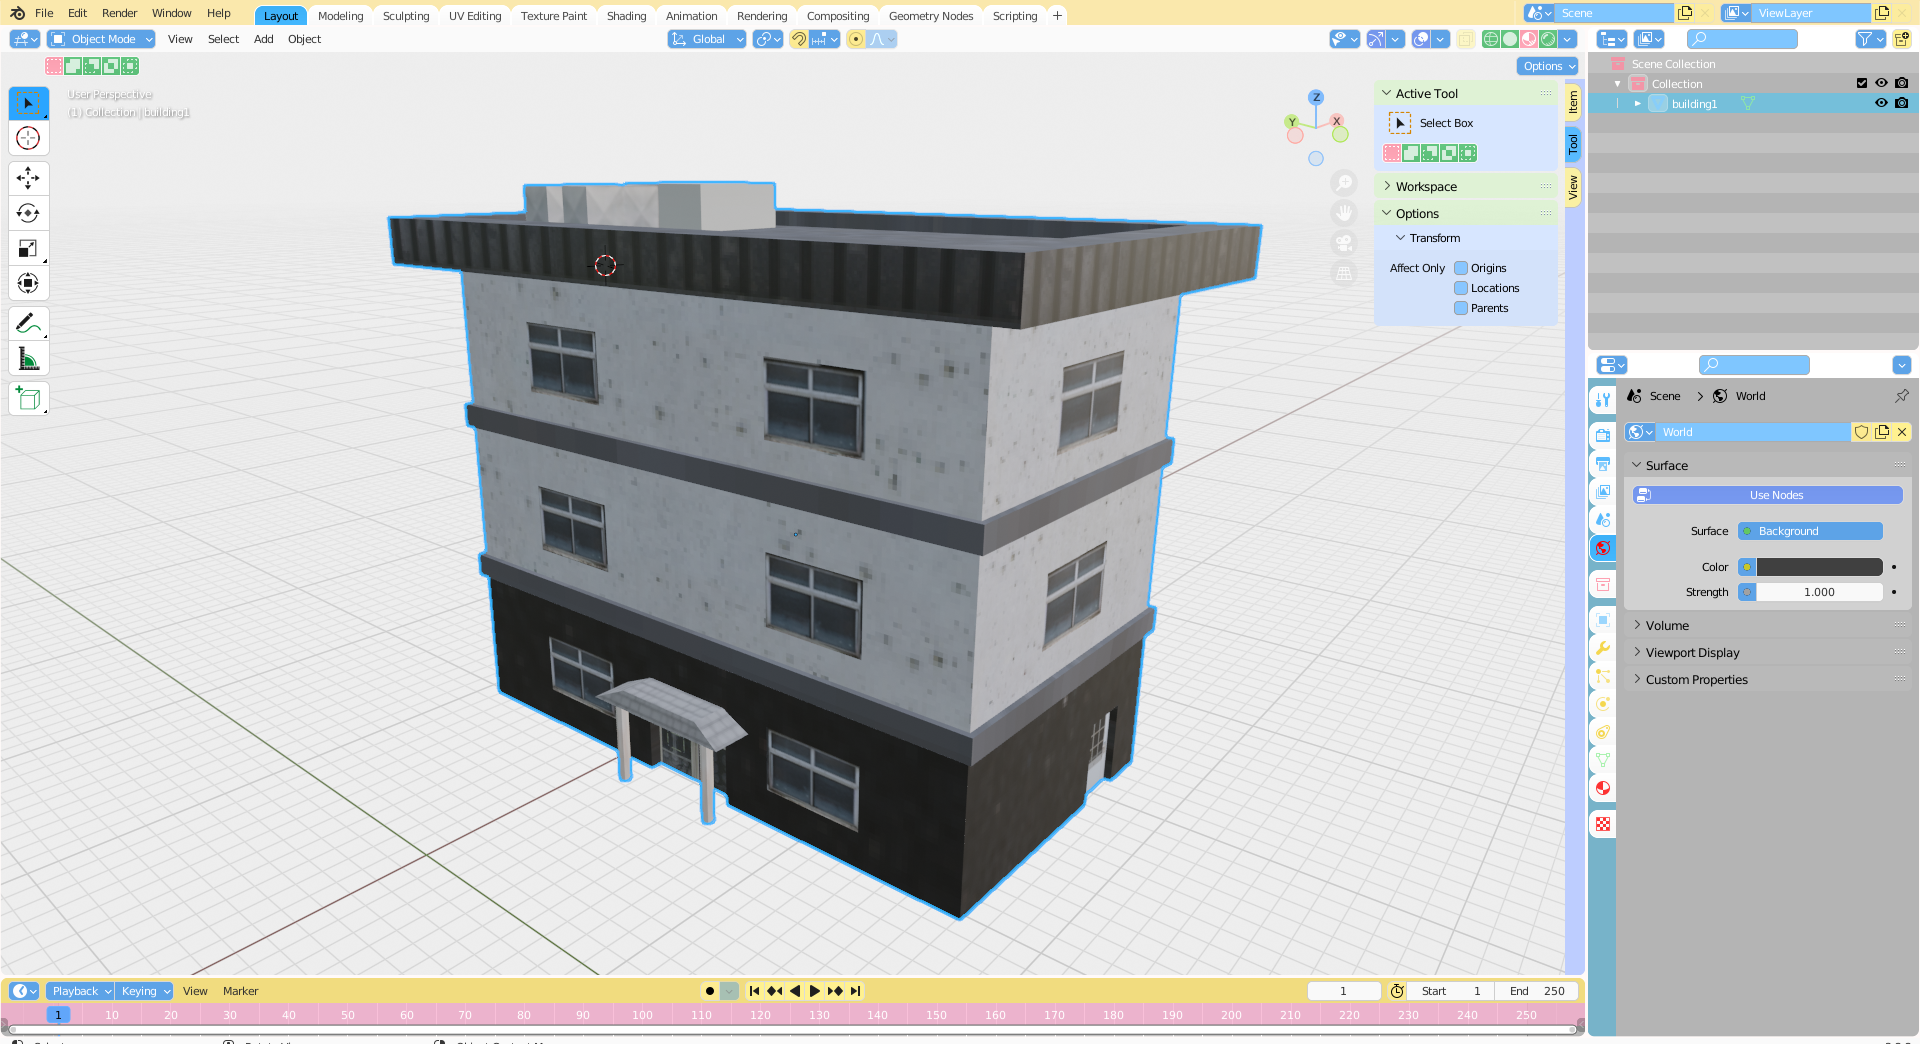 File Edit Render Window Help Layout Modeling Sculpting UV Editing Texture Paint Shading Animation Rendering Compositing Geometry Nodes Scripting + Scene ViewLayer
Object Mode View Select Add Object Global
Options
User Perspective
(1) Collection | building1
Z
Y X
Active Tool
Select Box
Workspace
Options
Transform
Affect Only Origins
Locations
Parents
Item
Tool
View
Scene Collection
Collection
building1
Scene World
World
Surface
Use Nodes
Surface Background
Color
Strength 1.000
Volume
Viewport Display
Custom Properties
Playback Keying View Marker 1 Start 1 End 250
1 10 20 30 40 50 60 70 80 90 100 110 120 130 140 150 160 170 180 190 200 210 220 230 240 250